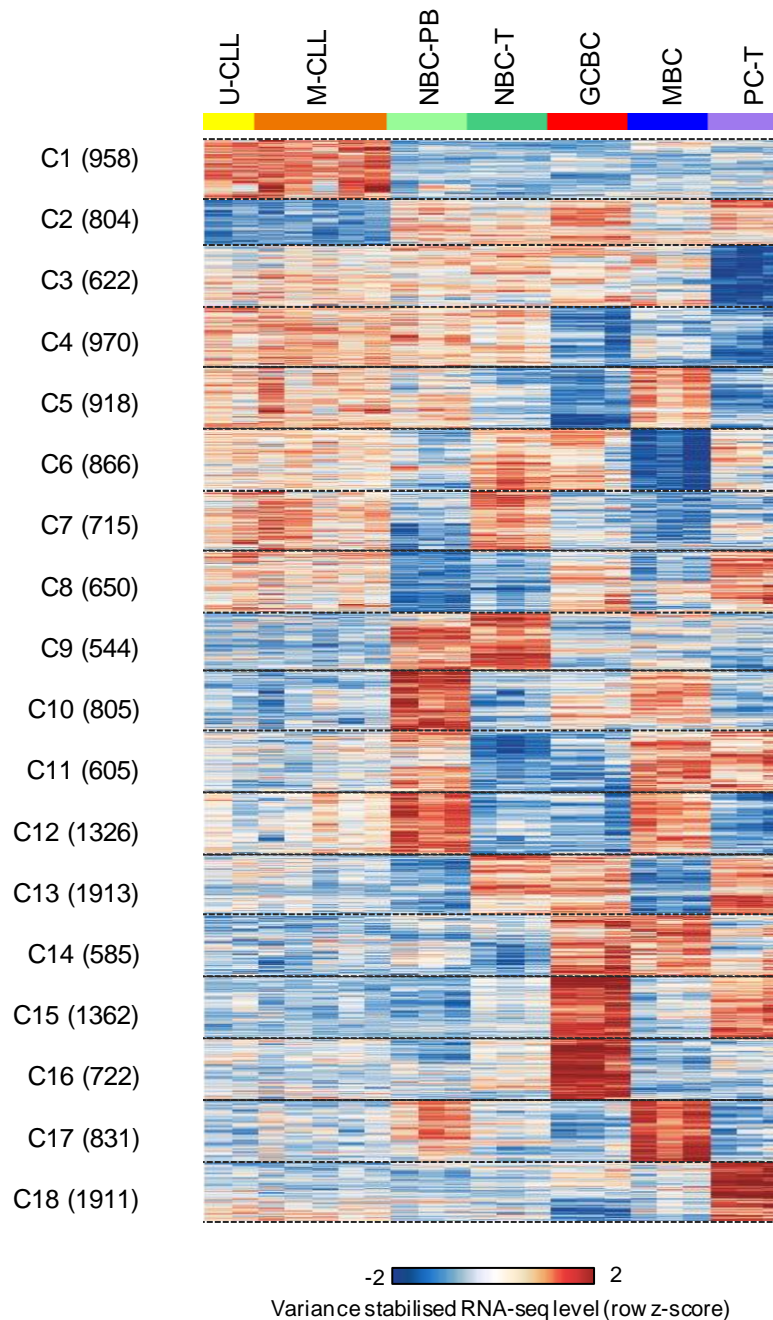 U-CLL M-CLL NBC-PB NBC-T GCBC MBC PC-T
C1 (958)
C2 (804)
C3 (622)
C4 (970)
C5 (918)
C6 (866)
C7 (715)
C8 (650)
C9 (544)
C10 (805)
C11 (605)
C12 (1326)
C13 (1913)
C14 (585)
C15 (1362)
C16 (722)
C17 (831)
C18 (1911)
-2 2
Variance stabilised RNA-seq level (row z-score)